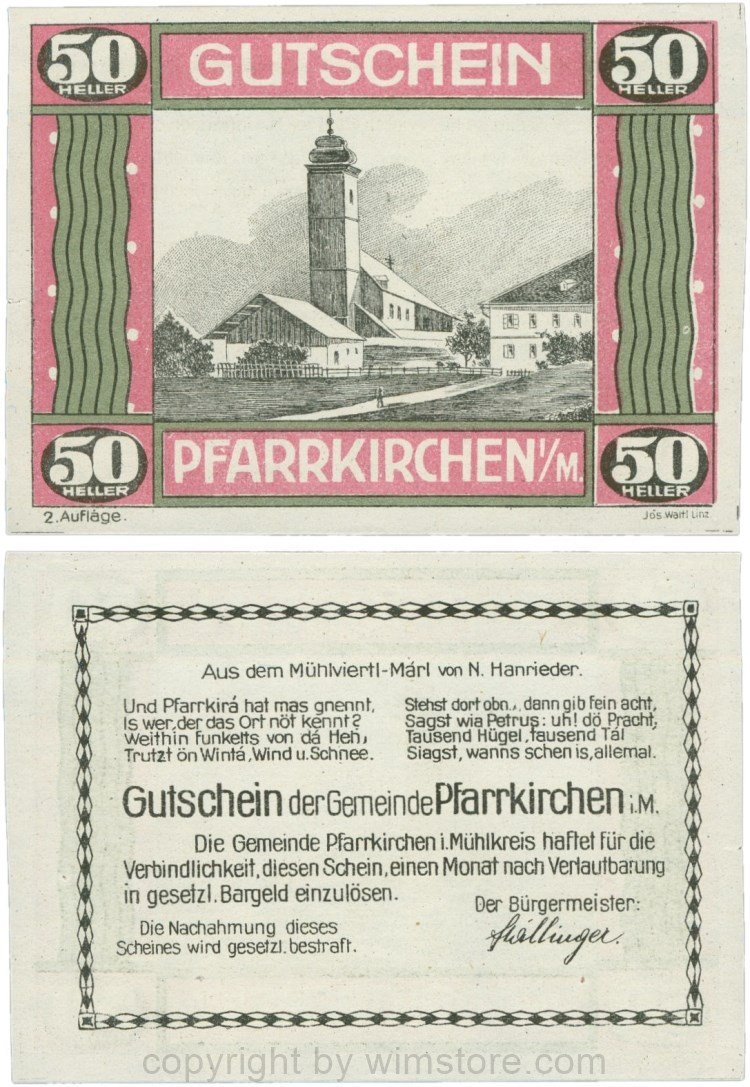 50 HELLER
GUTSCHEIN
50 HELLER
50 HELLER
PFARRKIRCHEN I/M.
50 HELLER
2. Auflage.
Jos. Waitl Linz
Aus dem Mühlviertl-Márl von N. Hanrieder.
Und Pfarrkirá hat mas gnennt,
Is wer, der das Ort nöt kennt?
Weithin funkelts von dá Heh,
Trutzt ön Wintá, Wind u. Schnee.
Stehst dort obn., dann gib fein acht,
Sagst wia Petrus: uh! dö Pracht,
Tausend Hügel, tausend Tál
Siagst, wanns schen is, allemal.
Gutschein der Gemeinde Pfarrkirchen i.M.
Die Gemeinde Pfarrkirchen i. Mühlkreis haftet für die
Verbindlichkeit, diesen Schein, einen Monat nach Verlautbarung
in gesetzl. Bargeld einzulösen.
Der Bürgermeister:
Die Nachahmung dieses
Scheines wird gesetzl. bestraft.
copyright by wimstore.com